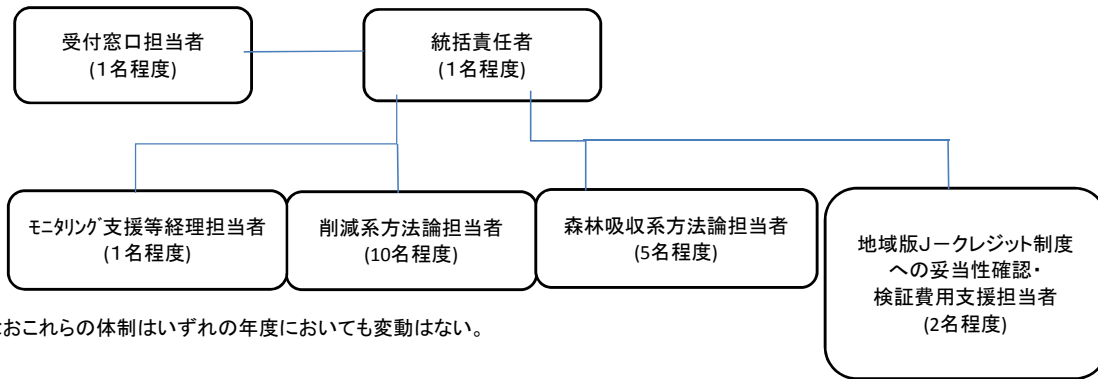 受付窓口担当者
(1名程度)
統括責任者
(1名程度)
ﾓﾆﾀﾘﾝｸﾞ支援等経理担当者
(1名程度)
削減系方法論担当者
(10名程度)
森林吸収系方法論担当者
(5名程度)
地域版J－クレジット制度
への妥当性確認・
検証費用支援担当者
(2名程度)
おこれらの体制はいずれの年度においても変動はない。